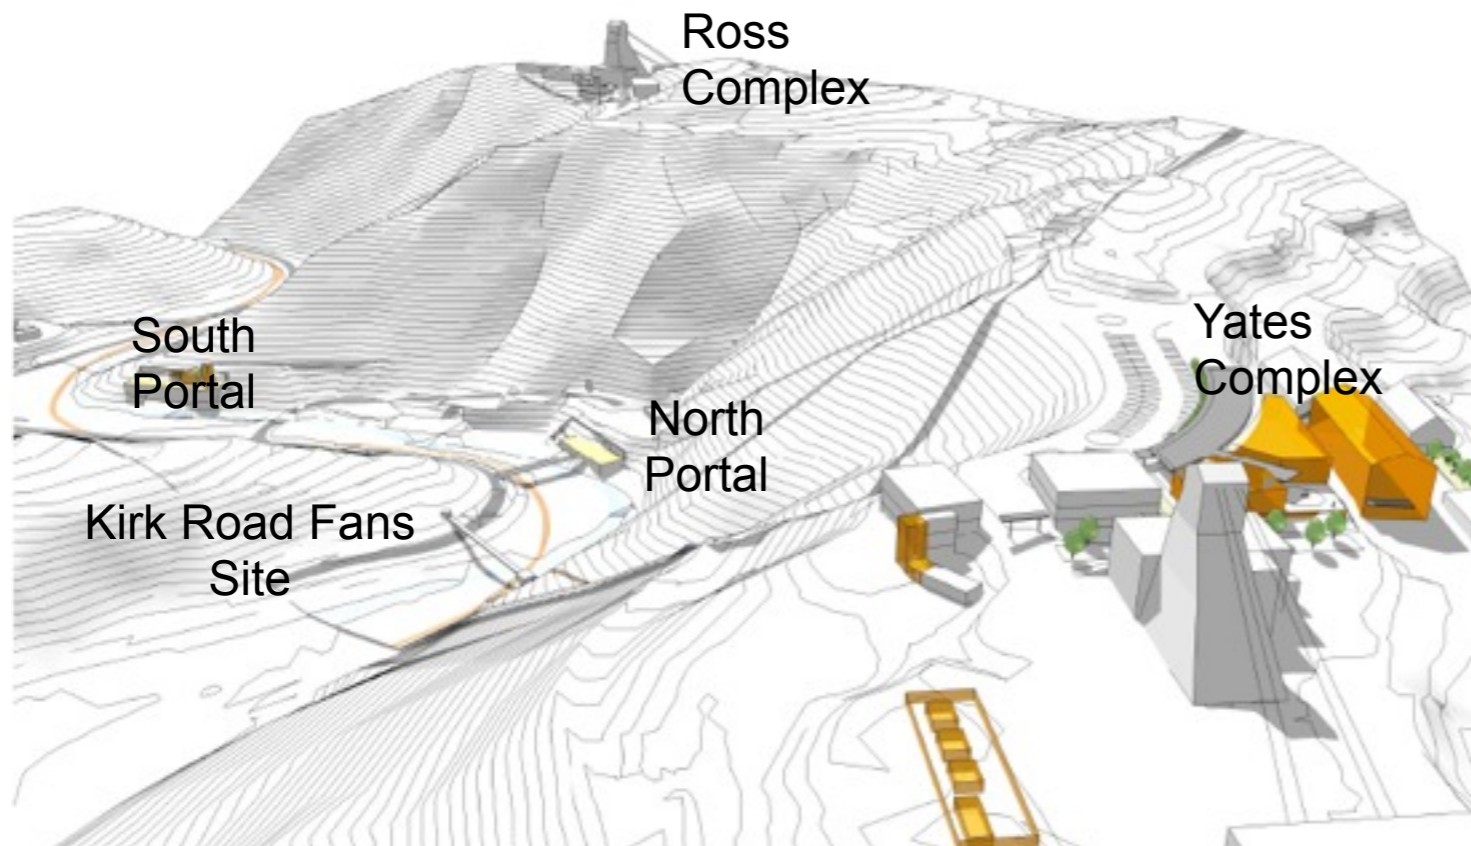 Ross
Complex
South
Portal
Yates
Complex
North
Portal
Kirk Road Fans
Site